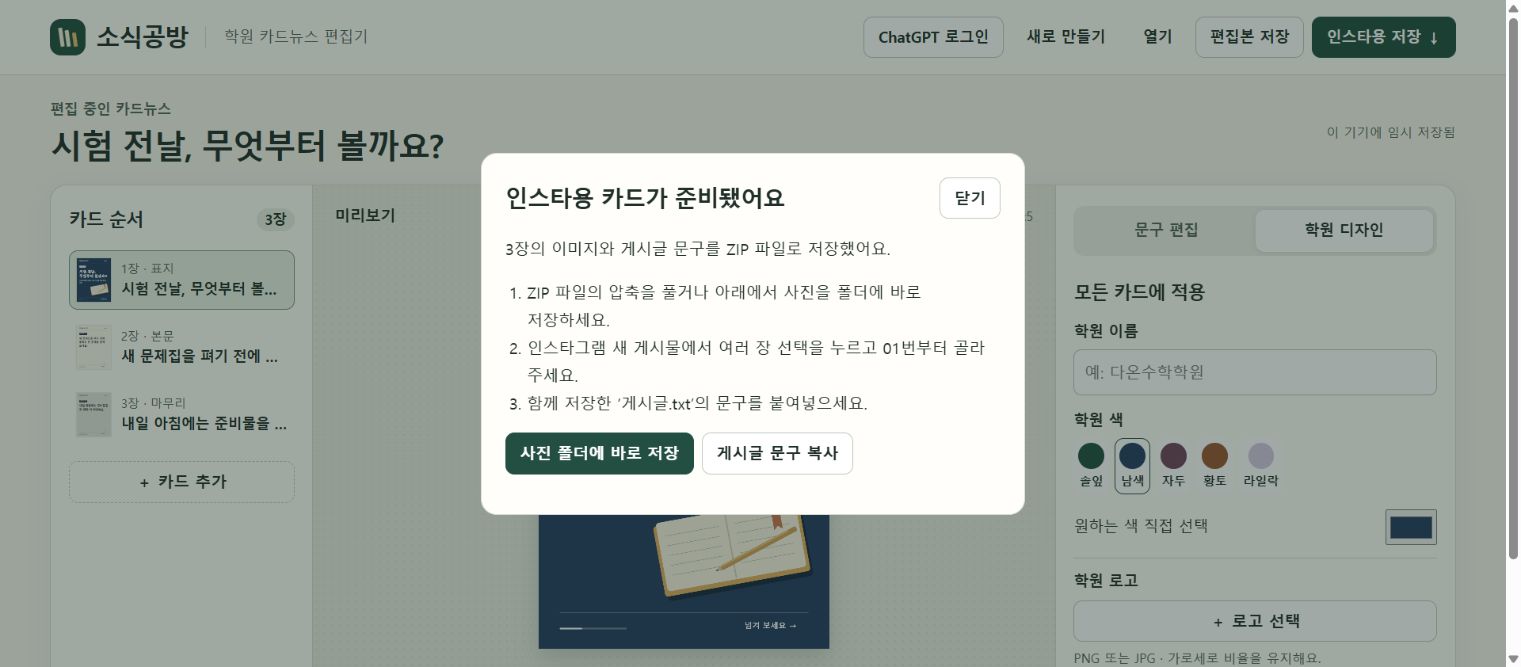 소식공방
학원 카드뉴스 편집기
ChatGPT 로그인
새로 만들기
열기
편집본 저장
인스타용 저장 ↓
편집 중인 카드뉴스
시험 전날, 무엇부터 볼까요?
이 기기에 임시 저장됨
카드 순서
3장
1장 · 표지
시험 전날, 무엇부터 볼...
2장 · 본문
새 문제집을 펴기 전에 ...
3장 · 마무리
내일 아침에는 준비물을 ...
+ 카드 추가
미리보기
인스타용 카드가 준비됐어요
닫기
3장의 이미지와 게시글 문구를 ZIP 파일로 저장했어요.
1. ZIP 파일의 압축을 풀거나 아래에서 사진을 폴더에 바로
저장하세요.
2. 인스타그램 새 게시물에서 여러 장 선택을 누르고 01번부터 골라
주세요.
3. 함께 저장한 '게시글.txt'의 문구를 붙여넣으세요.
사진 폴더에 바로 저장
게시글 문구 복사
넘겨 보세요 →
문구 편집
학원 디자인
모든 카드에 적용
학원 이름
예: 다온수학학원
학원 색
솔잎
남색
자두
황토
라일락
원하는 색 직접 선택
학원 로고
+ 로고 선택
PNG 또는 JPG · 가로세로 비율을 유지해요.